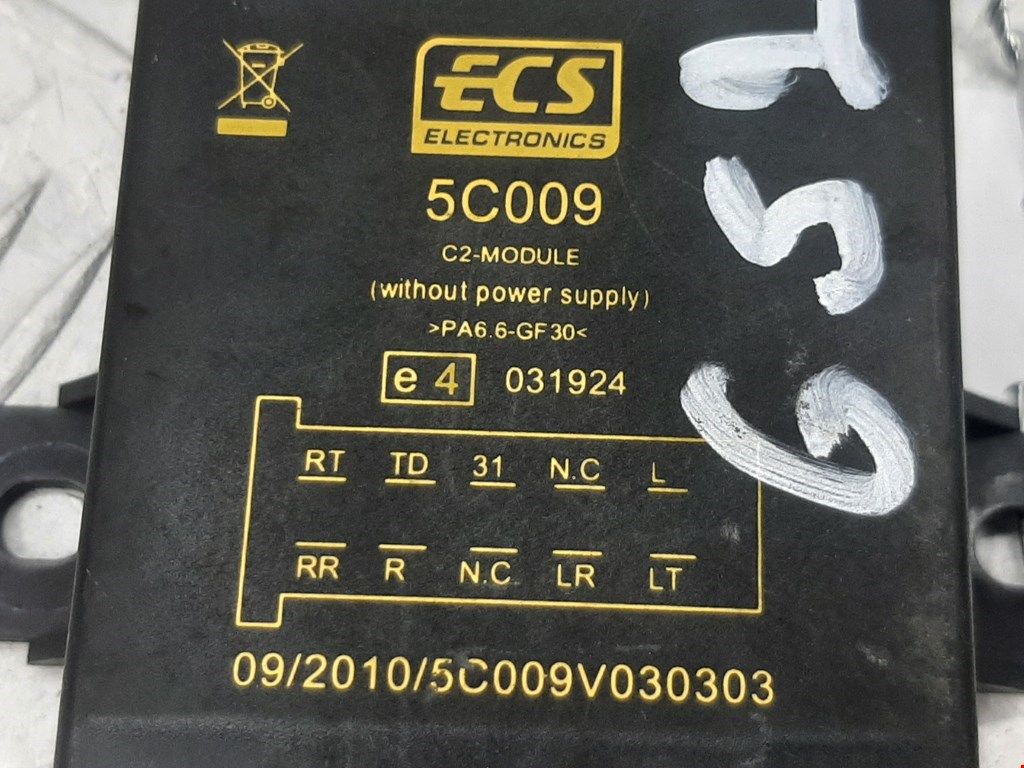 ECS
ELECTRONICS
5C009
C2-MODULE
(without power supply)
>PA6.6-GF30<
e 4 031924
RT TD 31 N.C L
RR R N.C LR LT
09/2010/5C009V030303